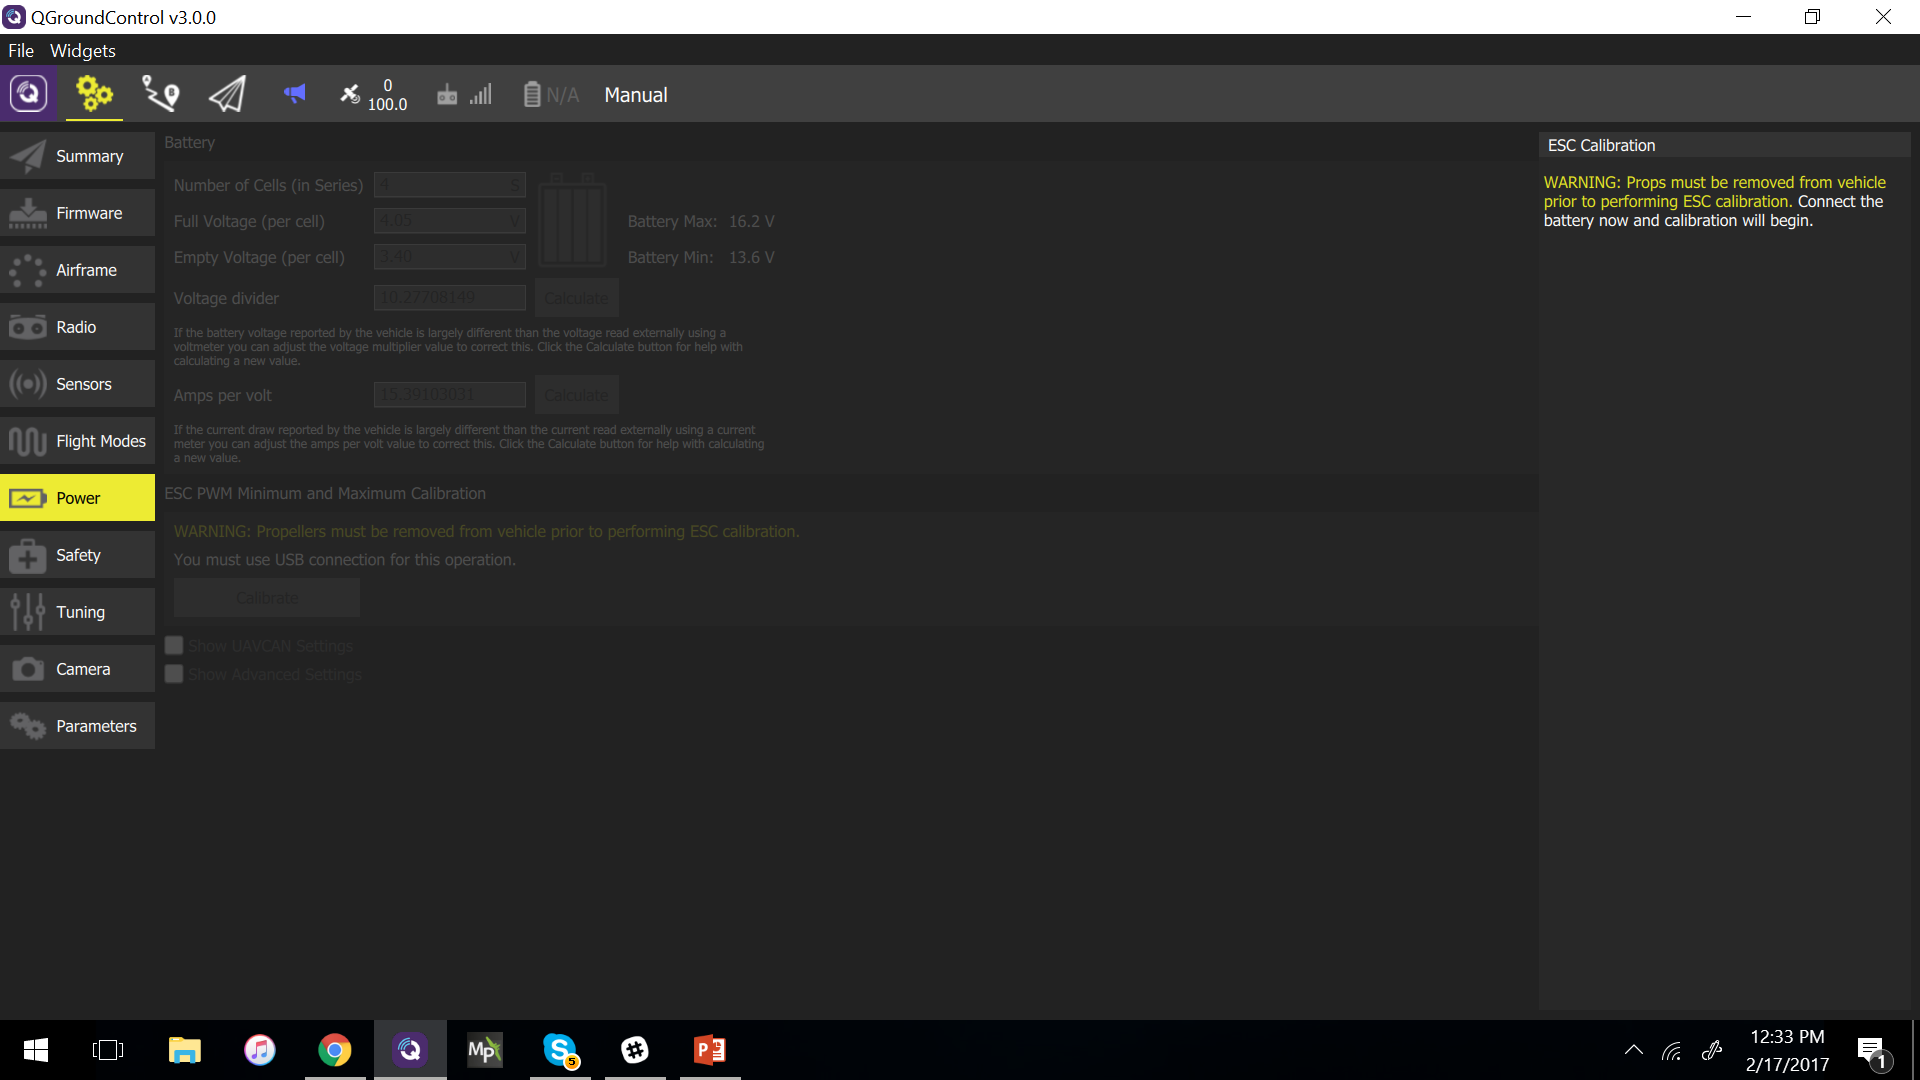 QGroundControl v3.0.0
File Widgets
0
100.0
N/A
Manual
Summary
Firmware
Airframe
Radio
Sensors
Flight Modes
Power
Safety
Tuning
Camera
Parameters
Battery
Number of Cells (in Series) 4 S
Full Voltage (per cell) 4.05 V
Battery Max: 16.2 V
Empty Voltage (per cell) 3.40 V
Battery Min: 13.6 V
Voltage divider 10.27708149 Calculate
If the battery voltage reported by the vehicle is largely different than the voltage read externally using a
voltmeter you can adjust the voltage multiplier value to correct this. Click the Calculate button for help with
calculating a new value.
Amps per volt 15.39103031 Calculate
If the current draw reported by the vehicle is largely different than the current read externally using a current
meter you can adjust the amps per volt value to correct this. Click the Calculate button for help with calculating
a new value.
ESC PWM Minimum and Maximum Calibration
WARNING: Propellers must be removed from vehicle prior to performing ESC calibration.
You must use USB connection for this operation.
Calibrate
Show UAVCAN Settings
Show Advanced Settings
ESC Calibration
WARNING: Props must be removed from vehicle
prior to performing ESC calibration. Connect the
battery now and calibration will begin.
Mp
5
P
12:33 PM
2/17/2017
1